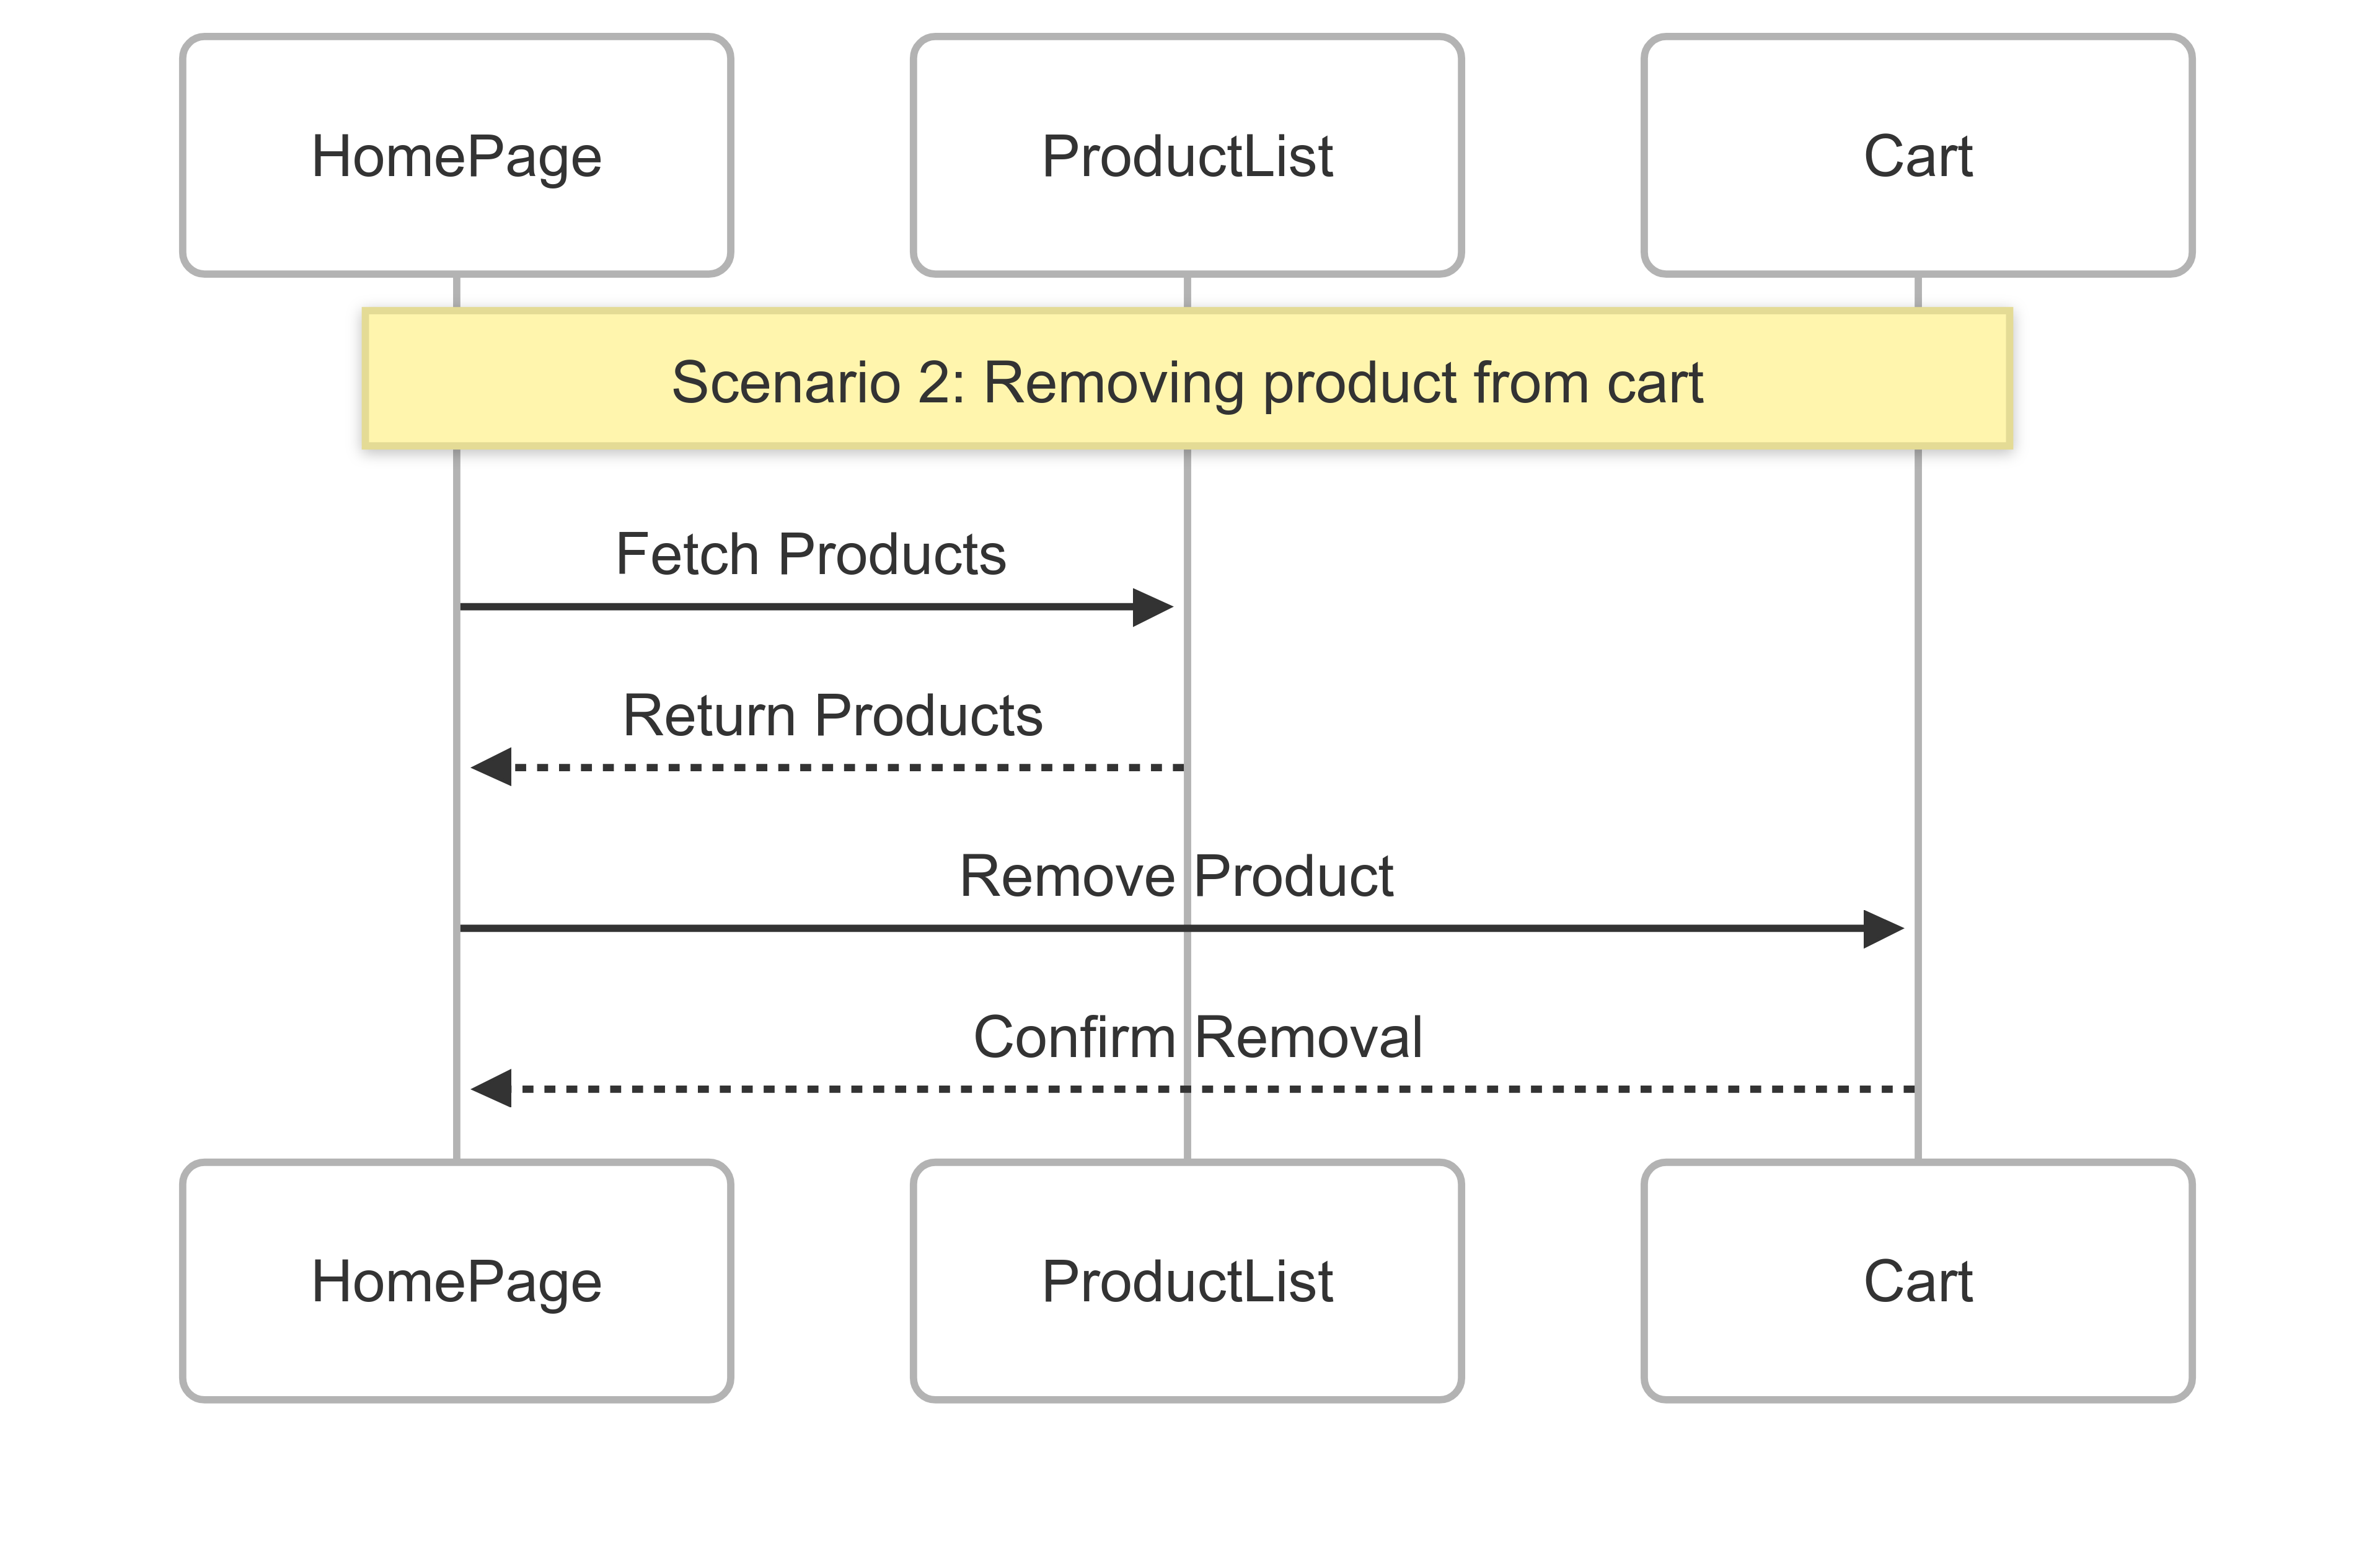 HomePage
ProductList
Cart
Scenario 2: Removing product from cart
Fetch Products
Return Products
Remove Product
Confirm Removal
HomePage
ProductList
Cart